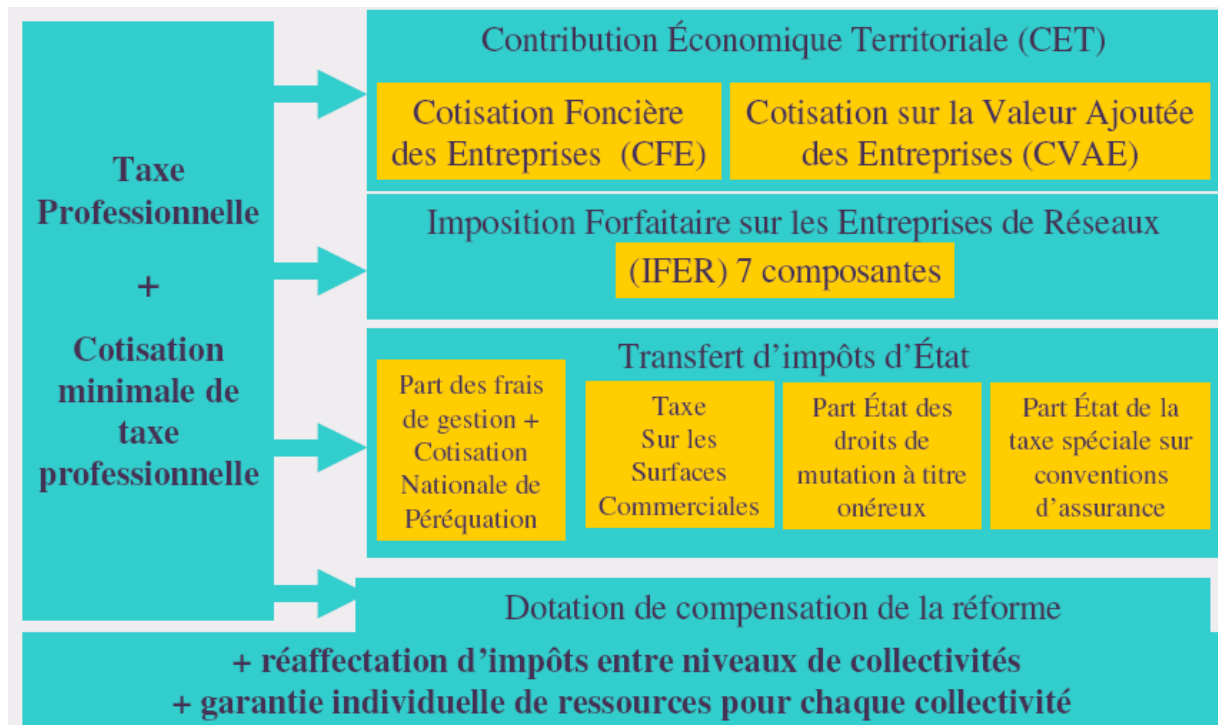 Taxe
Professionnelle
+
Cotisation
minimale de
taxe
professionnelle
Contribution Économique Territoriale (CET)
Cotisation Foncière
des Entreprises (CFE)
Cotisation sur la Valeur Ajoutée
des Entreprises (CVAE)
Imposition Forfaitaire sur les Entreprises de Réseaux
(IFER) 7 composantes
Transfert d’impôts d’État
Part des frais
de gestion +
Cotisation
Nationale de
Péréquation
Taxe
Sur les
Surfaces
Commerciales
Part État des
droits de
mutation à titre
onéreux
Part État de la
taxe spéciale sur
conventions
d’assurance
Dotation de compensation de la réforme
+ réaffectation d’impôts entre niveaux de collectivités
+ garantie individuelle de ressources pour chaque collectivité